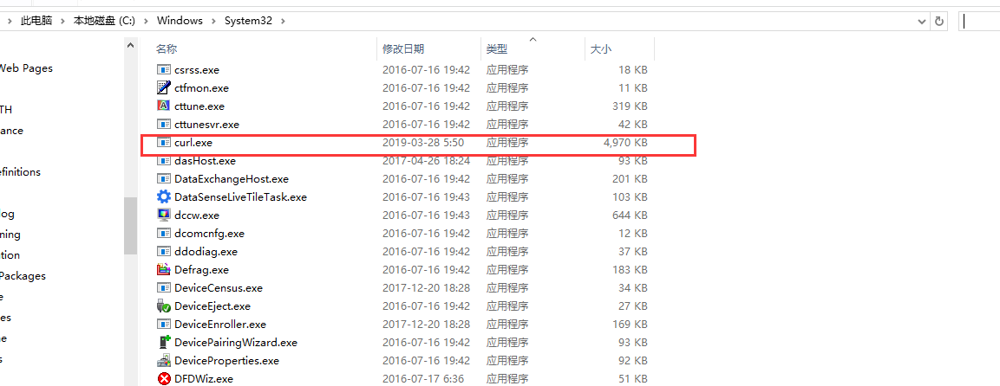 此电脑 本地磁盘 (C:) Windows System32
名称 修改日期 类型 大小
Web Pages
TH
ance
efinitions
log
ning
tion
Packages
e
es
ne
s
csrss.exe 2016-07-16 19:42 应用程序 18 KB
ctfmon.exe 2016-07-16 19:42 应用程序 11 KB
cttune.exe 2016-07-16 19:42 应用程序 319 KB
cttunesvr.exe 2016-07-16 19:42 应用程序 42 KB
curl.exe 2019-03-28 5:50 应用程序 4,970 KB
dasHost.exe 2017-04-26 18:24 应用程序 93 KB
DataExchangeHost.exe 2016-07-16 19:42 应用程序 201 KB
DataSenseLiveTileTask.exe 2016-07-16 19:43 应用程序 103 KB
dccw.exe 2016-07-16 19:43 应用程序 644 KB
dcomcnfg.exe 2016-07-16 19:42 应用程序 12 KB
ddodiag.exe 2016-07-16 19:42 应用程序 37 KB
Defrag.exe 2016-07-16 19:42 应用程序 183 KB
DeviceCensus.exe 2017-12-20 18:28 应用程序 34 KB
DeviceEject.exe 2016-07-16 19:42 应用程序 27 KB
DeviceEnroller.exe 2017-12-20 18:28 应用程序 169 KB
DevicePairingWizard.exe 2016-07-16 19:42 应用程序 93 KB
DeviceProperties.exe 2016-07-16 19:42 应用程序 92 KB
DFDWiz.exe 2016-07-17 6:36 应用程序 51 KB